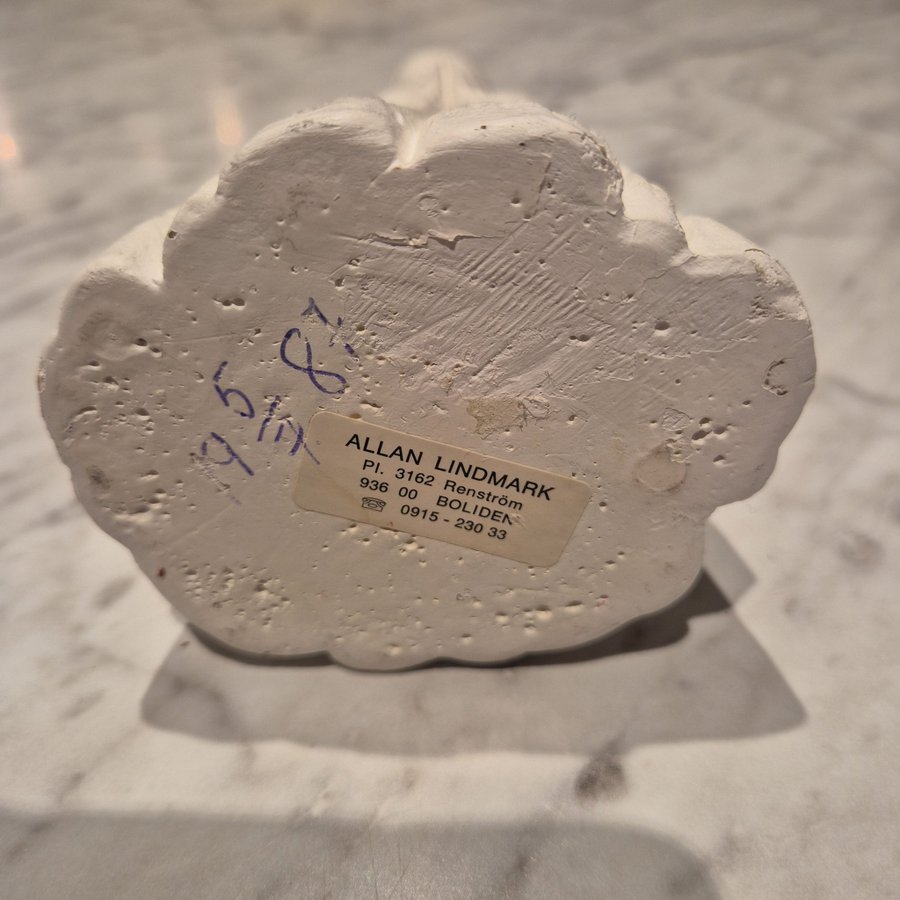 ALLAN LINDMARK
Pl. 3162 Renström
936 00 BOLIDEN
☏ 0915 - 230 33